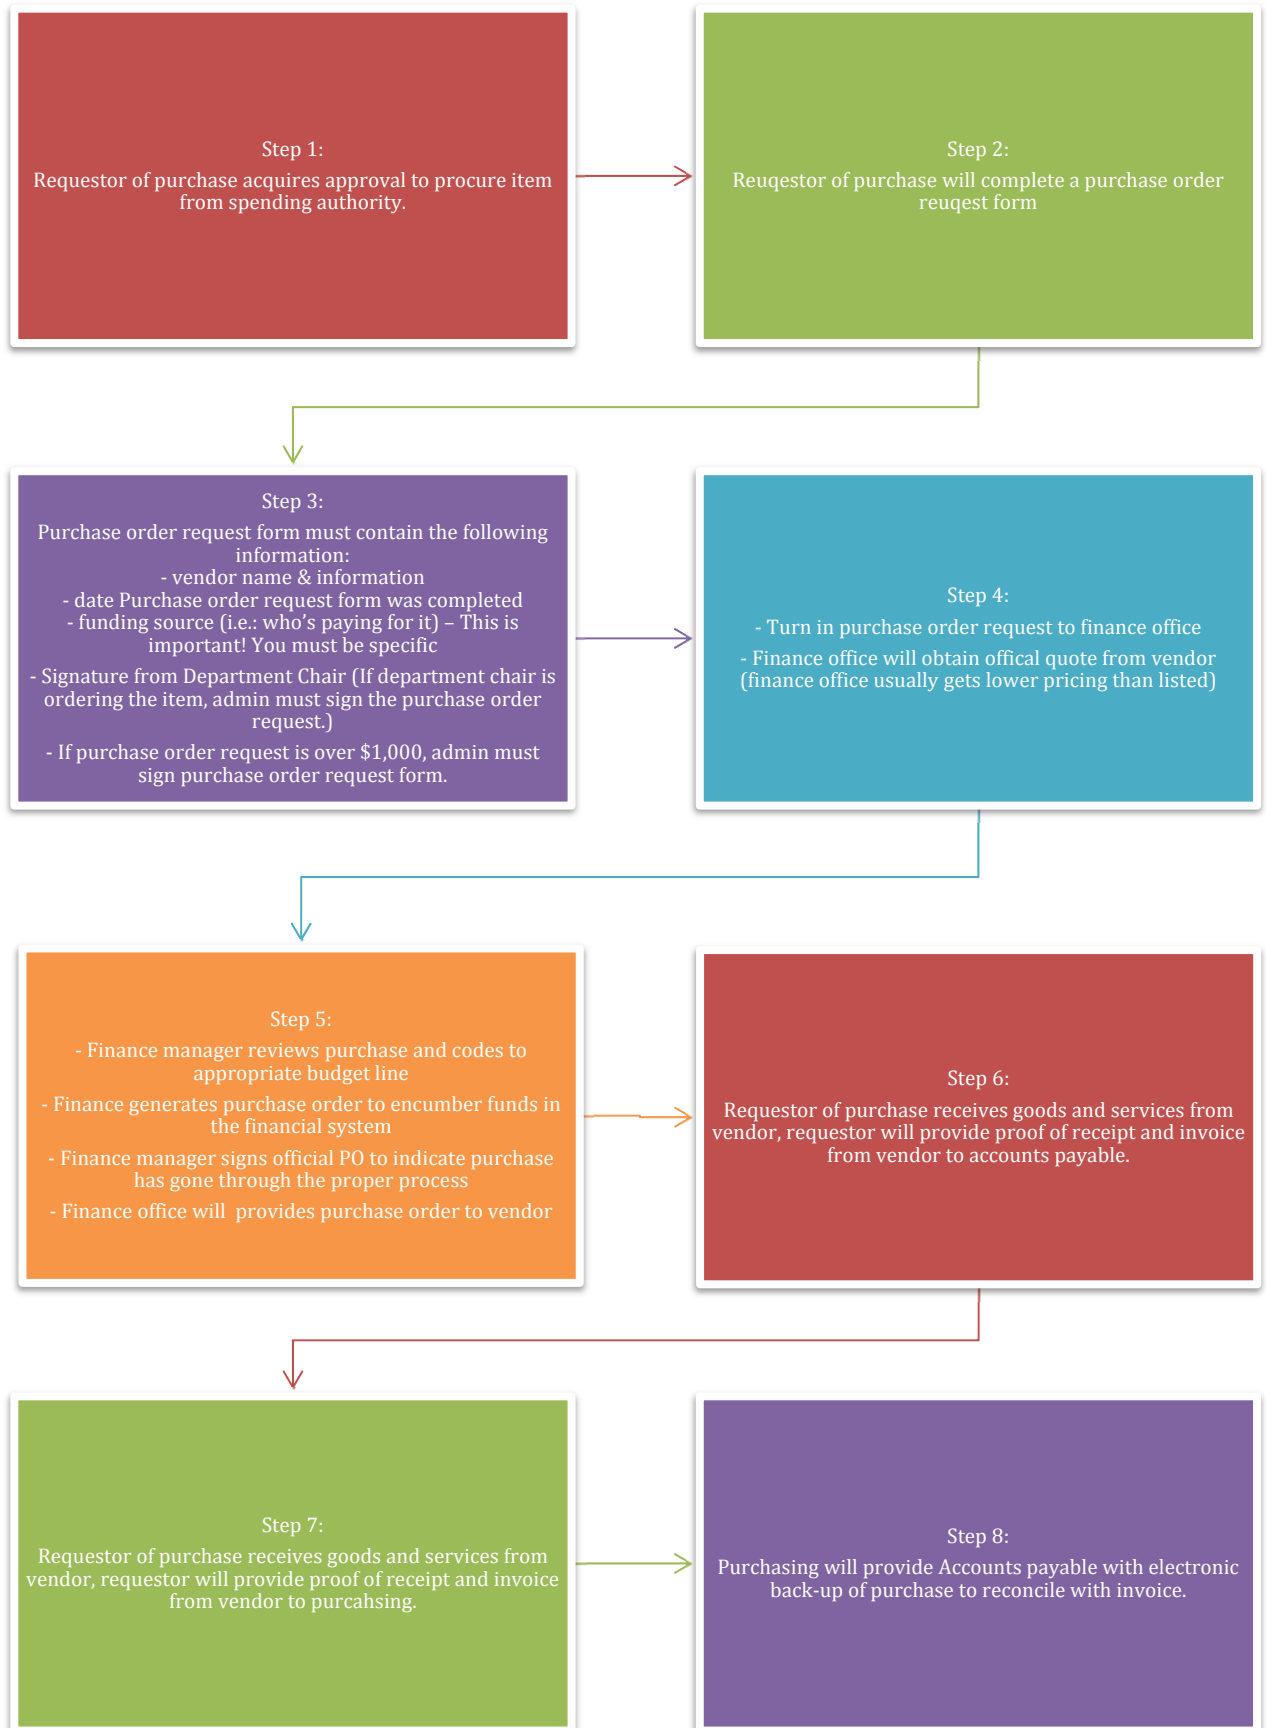 Step 1:
Requestor of purchase acquires approval to procure item
from spending authority.
Step 2:
Reuqestor of purchase will complete a purchase order
reuqest form
Step 3:
Purchase order request form must contain the following
information:
- vendor name & information
- date Purchase order request form was completed
- funding source (i.e.: who's paying for it) – This is
important! You must be specific
- Signature from Department Chair (If department chair is
ordering the item, admin must sign the purchase order
request.)
- If purchase order request is over $1,000, admin must
sign purchase order request form.
Step 4:
- Turn in purchase order request to finance office
- Finance office will obtain offical quote from vendor
(finance office usually gets lower pricing than listed)
Step 5:
- Finance manager reviews purchase and codes to
appropriate budget line
- Finance generates purchase order to encumber funds in
the financial system
- Finance manager signs official PO to indicate purchase
has gone through the proper process
- Finance office will  provides purchase order to vendor
Step 6:
Requestor of purchase receives goods and services from
vendor, requestor will provide proof of receipt and invoice
from vendor to accounts payable.
Step 7:
Requestor of purchase receives goods and services from
vendor, requestor will provide proof of receipt and invoice
from vendor to purcahsing.
Step 8:
Purchasing will provide Accounts payable with electronic
back-up of purchase to reconcile with invoice.